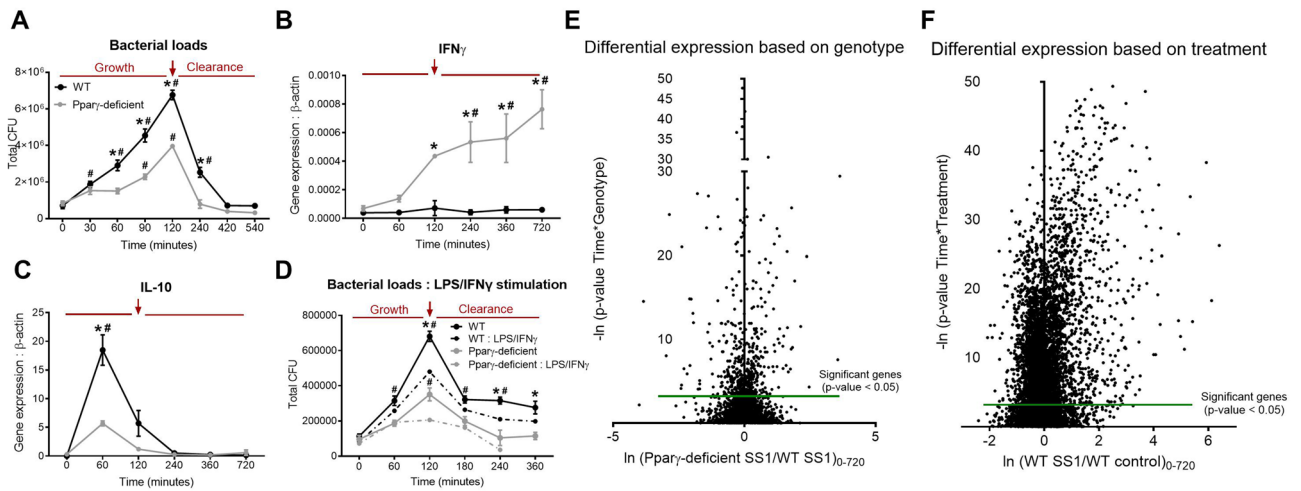 A
Bacterial loads
Growth
Clearance
8×10⁶
6×10⁶
4×10⁶
2×10⁶
0
Total CFU
WT
Pparγ-deficient
#
*#
*#
#
*#
#
*#
0 30 60 90 120 240 420 540
Time (minutes)
B
IFNγ
0.0010
0.0008
0.0006
0.0004
0.0002
0.0000
Gene expression : β-actin
*
*#
*#
*#
0 60 120 240 360 720
Time (minutes)
C
IL-10
25
20
15
10
5
0
Gene expression : β-actin
*#
0 60 120 240 360 720
Time (minutes)
D
Bacterial loads : LPS/IFNγ stimulation
Growth
Clearance
800000
600000
400000
200000
0
Total CFU
WT
WT : LPS/IFNγ
Pparγ-deficient
Pparγ-deficient : LPS/IFNγ
#
*#
#
#
*#
*
0 60 120 180 240 360
Time (minutes)
E
Differential expression based on genotype
50
45
40
35
30
30
20
10
-ln (p-value Time*Genotype)
Significant genes
(p-value < 0.05)
-5 0 5
ln (Pparγ-deficient SS1/WT SS1)0-720
F
Differential expression based on treatment
50
40
30
20
10
-ln (p-value Time*Treatment)
Significant genes
(p-value < 0.05)
-2 0 2 4 6
ln (WT SS1/WT control)0-720